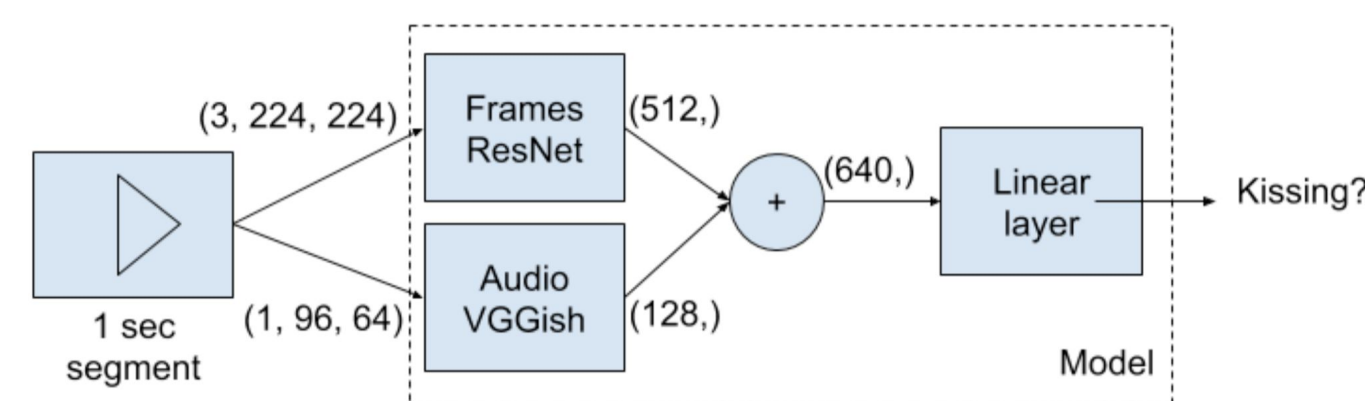 (3, 224, 224)
Frames
ResNet
(512,)
1 sec
segment
(1, 96, 64)
Audio
VGGish
(128,)
+
(640,)
Linear
layer
Kissing?
Model